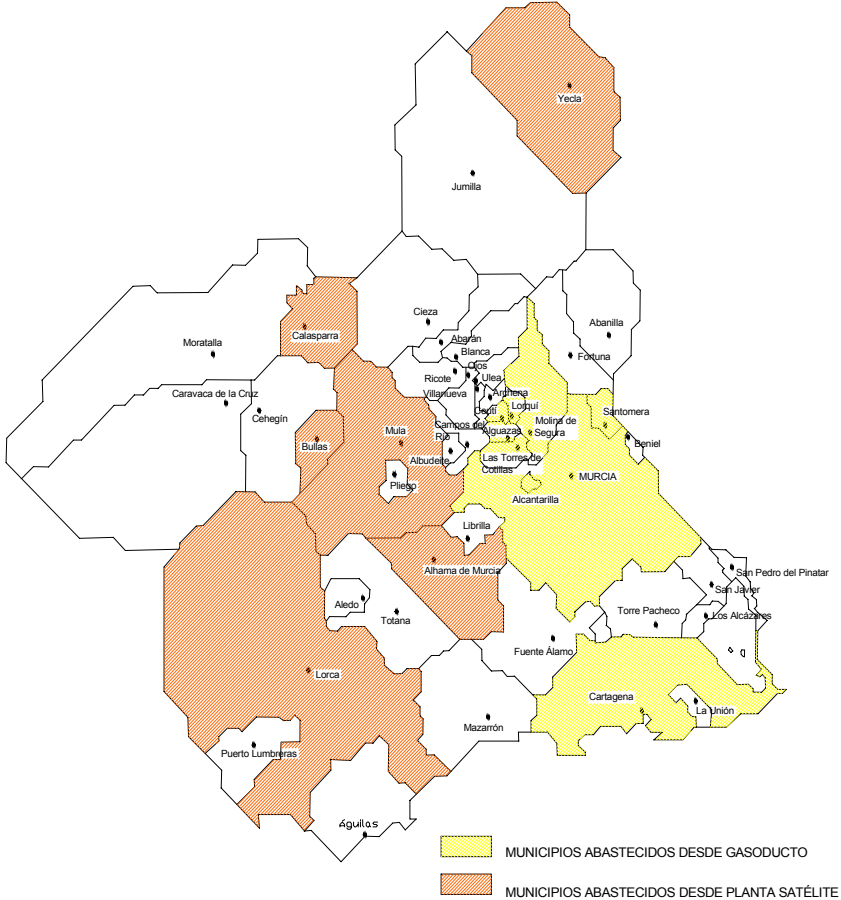 Yecla
Jumilla
Cieza
Abanilla
Calasparra
Abarán
Moratalla
Blanca
Fortuna
Ojos
Ricote
Ulea
Caravaca de la Cruz
Villanueva
Archena
Cehegín
Ceutí
Lorquí
Santomera
Campos del
Río
Molina de
Segura
Mula
Alguazas
Bullas
Beniel
Albudeite
Las Torres de
Cotillas
MURCIA
Pliego
Alcantarilla
Librilla
Alhama de Murcia
San Pedro del Pinatar
San Javier
Aledo
Totana
Torre Pacheco
Los Alcázares
Fuente Álamo
Lorca
Cartagena
La Unión
Mazarrón
Puerto Lumbreras
águilas
MUNICIPIOS ABASTECIDOS DESDE GASODUCTO
MUNICIPIOS ABASTECIDOS DESDE PLANTA SATÉLITE